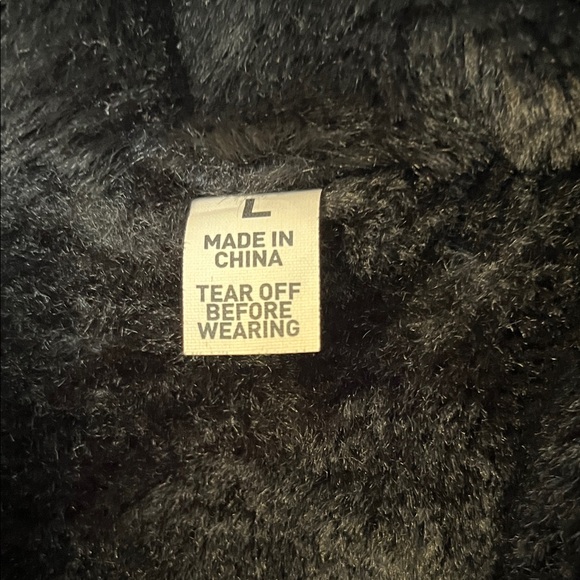 L
MADE IN
CHINA
TEAR OFF
BEFORE
WEARING